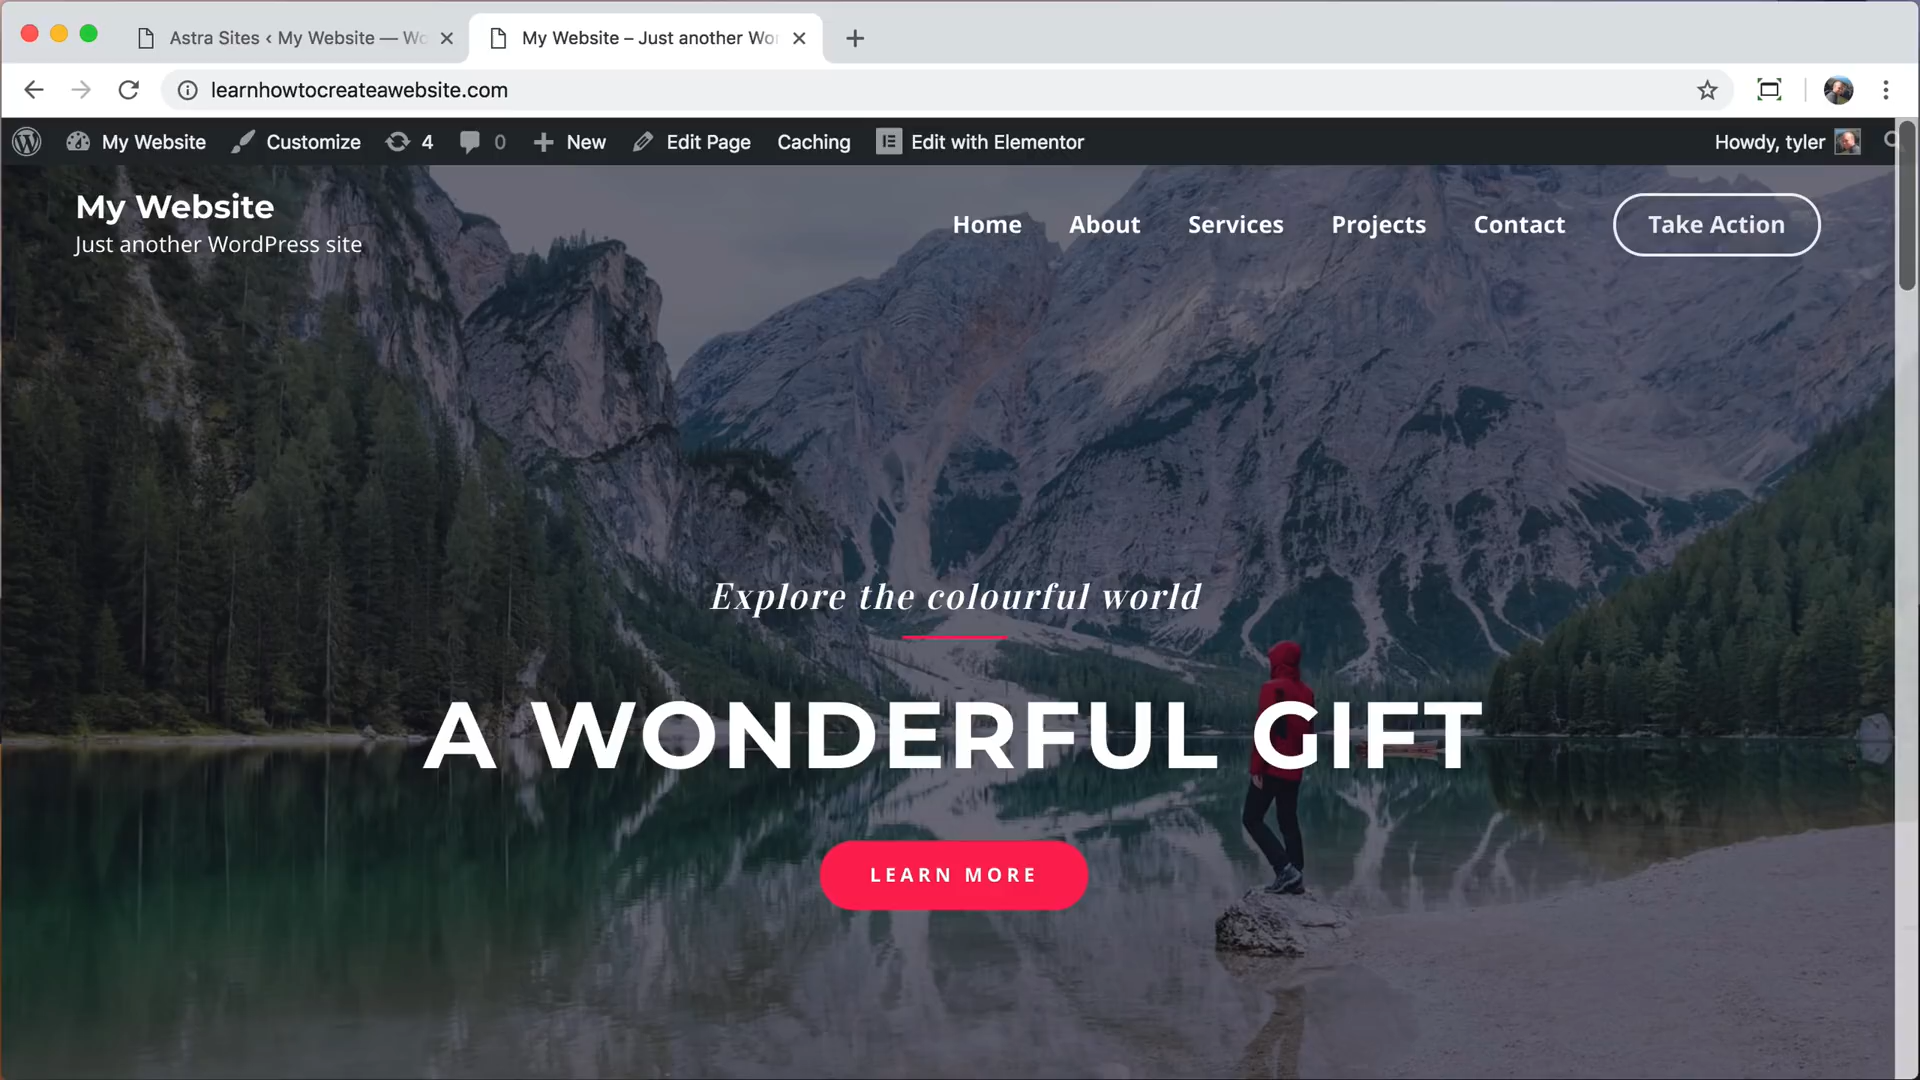 Astra Sites ‹ My Website — Wo
My Website – Just another Wor
learnhowtocreateawebsite.com
My Website Customize 4 0 New Edit Page Caching Edit with Elementor Howdy, tyler
My Website
Just another WordPress site
Home About Services Projects Contact Take Action
Explore the colourful world
A WONDERFUL GIFT
LEARN MORE